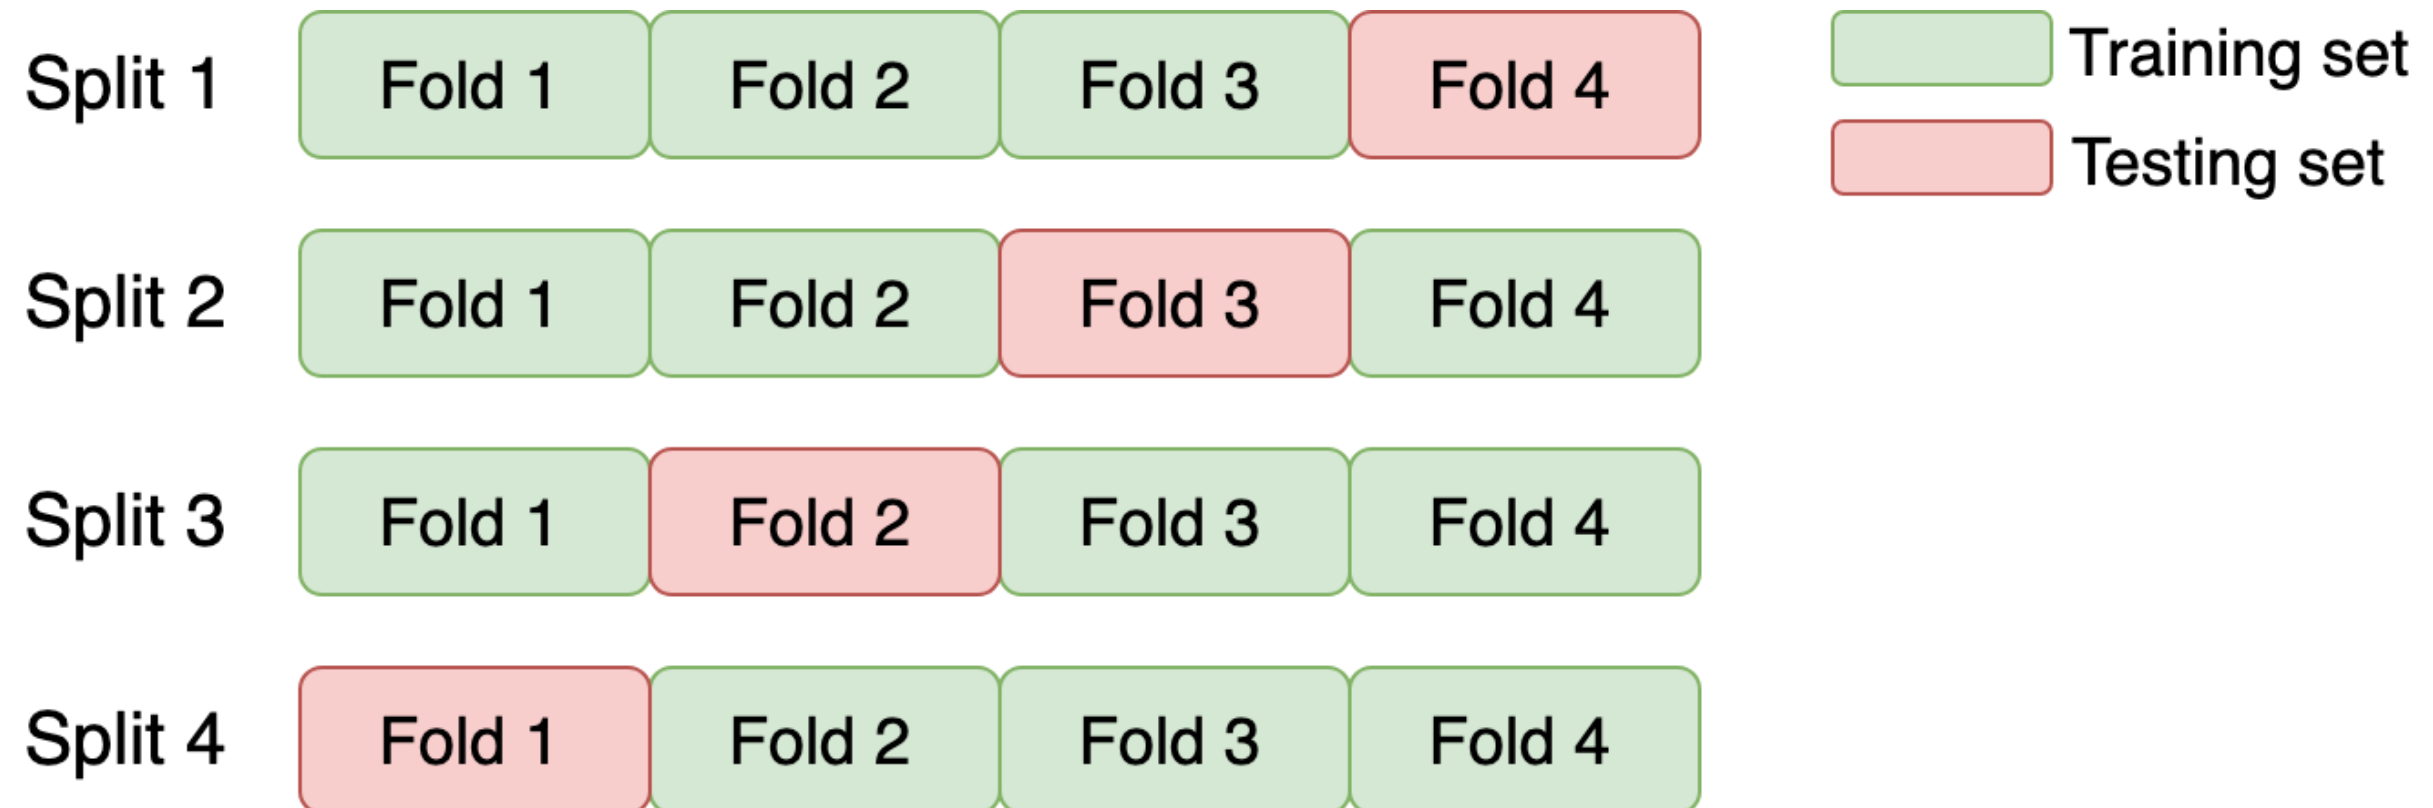 Split 1 Fold 1 Fold 2 Fold 3 Fold 4
Training set
Testing set
Split 2 Fold 1 Fold 2 Fold 3 Fold 4
Split 3 Fold 1 Fold 2 Fold 3 Fold 4
Split 4 Fold 1 Fold 2 Fold 3 Fold 4